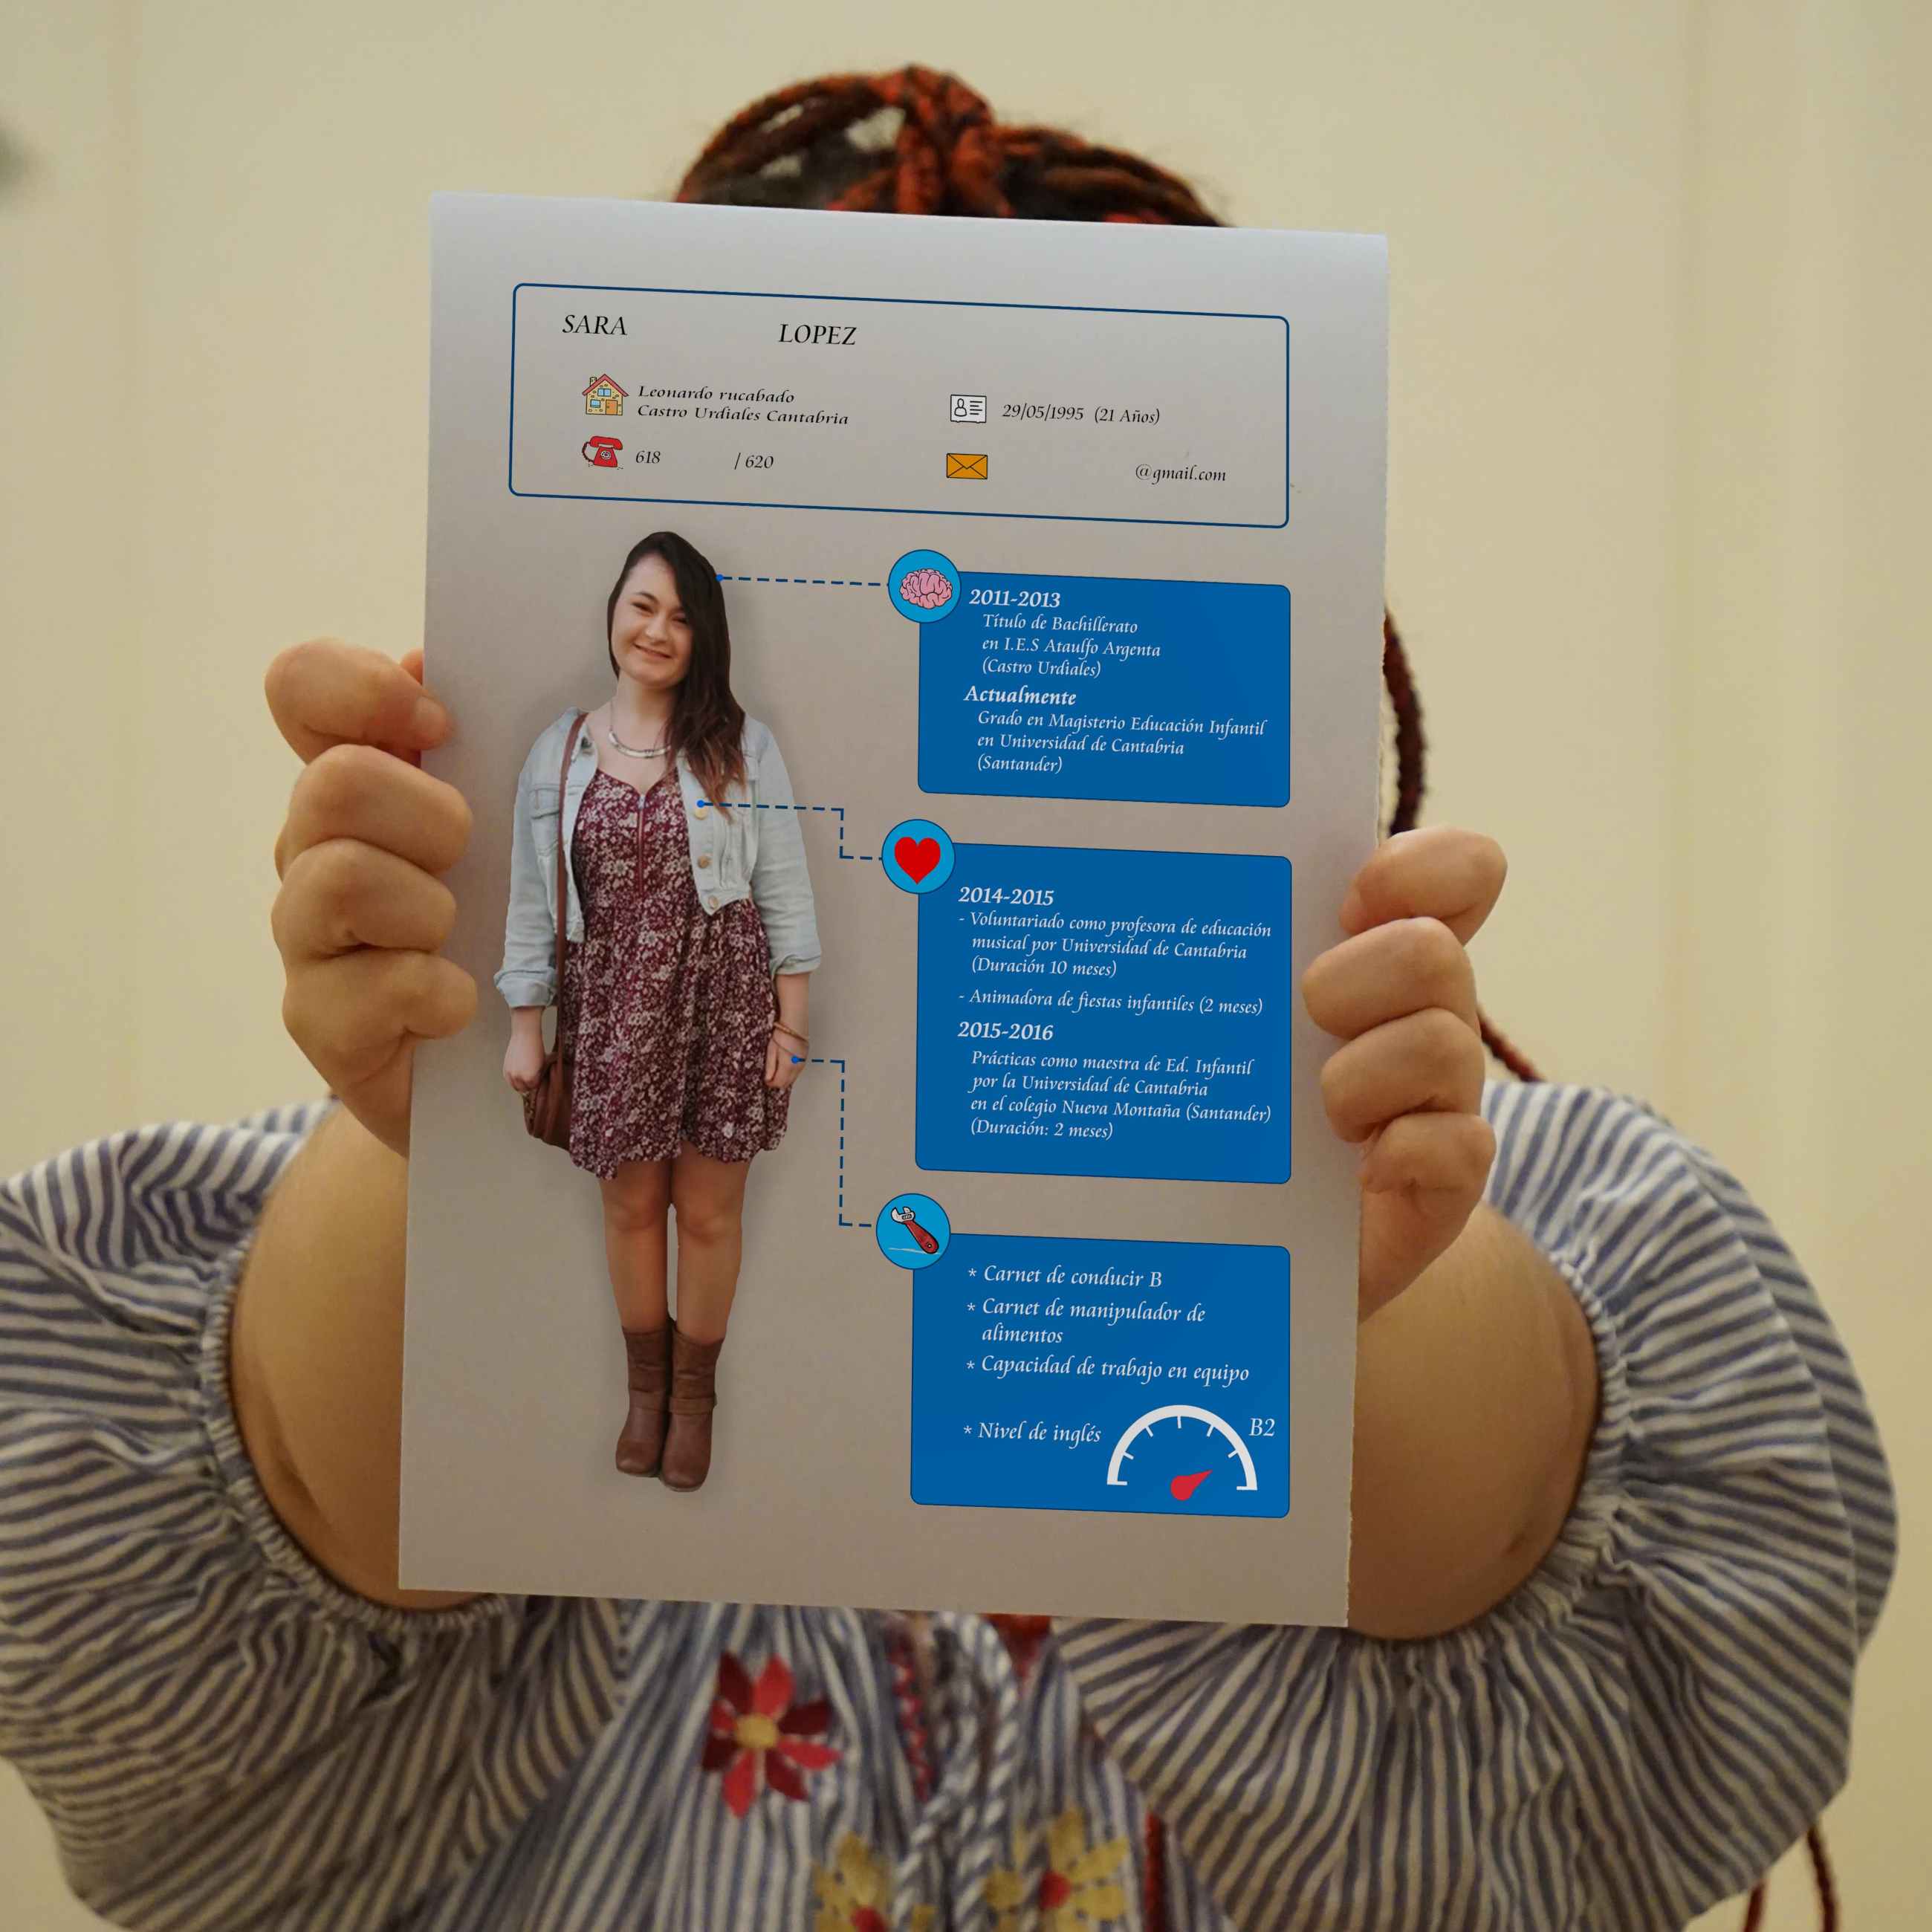 SARA LOPEZ
Leonardo rucabado
Castro Urdiales Cantabria
29/05/1995 (21 Años)
618 / 620
@gmail.com
2011-2013
Título de Bachillerato
en I.E.S Ataulfo Argenta
(Castro Urdiales)
Actualmente
Grado en Magisterio Educación Infantil
en Universidad de Cantabria
(Santander)
2014-2015
- Voluntariado como profesora de educación
musical por Universidad de Cantabria
(Duración 10 meses)
- Animadora de fiestas infantiles (2 meses)
2015-2016
Prácticas como maestra de Ed. Infantil
por la Universidad de Cantabria
en el colegio Nueva Montaña (Santander)
(Duración: 2 meses)
* Carnet de conducir B
* Carnet de manipulador de
alimentos
* Capacidad de trabajo en equipo
* Nivel de inglés B2